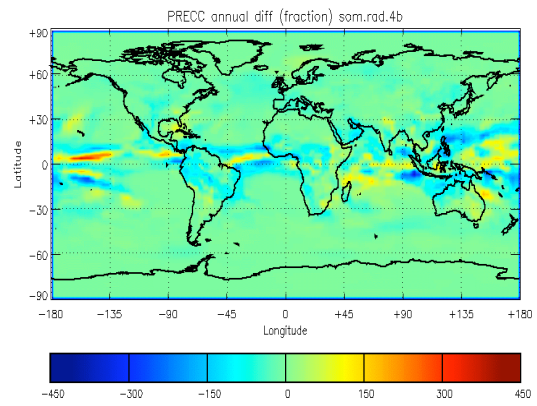 PRECC annual diff (fraction) sam.rad.4b
+90
+60
+30
0
-30
-60
-90
Latitude
-180 -135 -90 -45 0 +45 +90 +135 +180
Longitude
-450 -300 -150 0 150 300 450